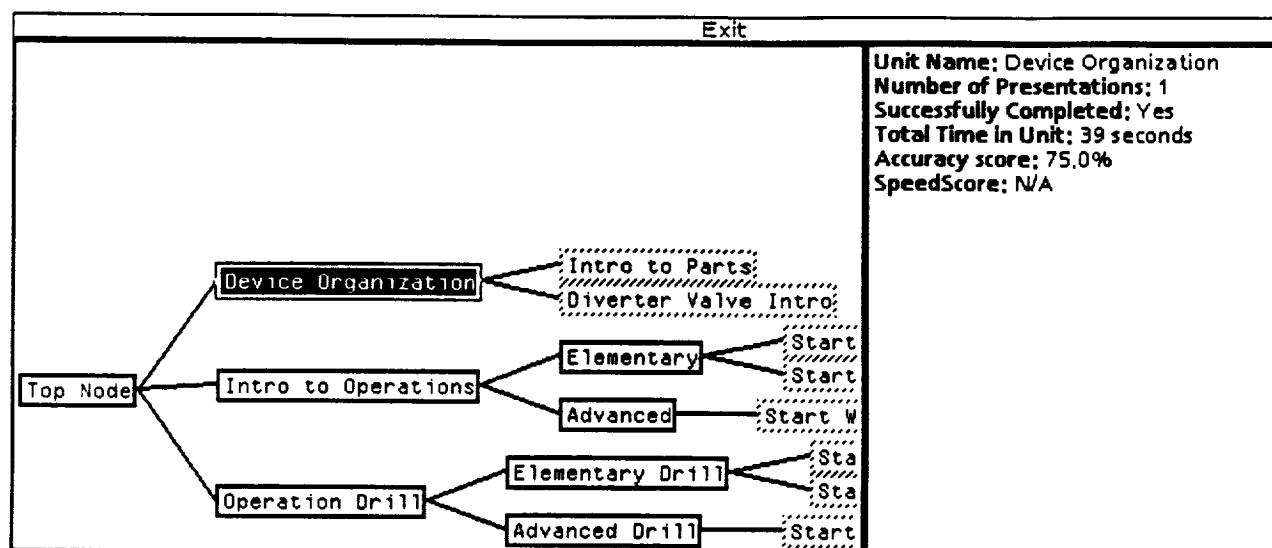 Exit
Unit Name: Device Organization
Number of Presentations: 1
Successfully Completed: Yes
Total Time in Unit: 39 seconds
Accuracy score: 75.0%
SpeedScore: N/A
Intro to Parts
Device Organization
Diverter Valve Intro
Start
Elementary
Start
Top Node
Intro to Operations
Advanced
Start W
Sta
Elementary Drill
Sta
Operation Drill
Advanced Drill
Start